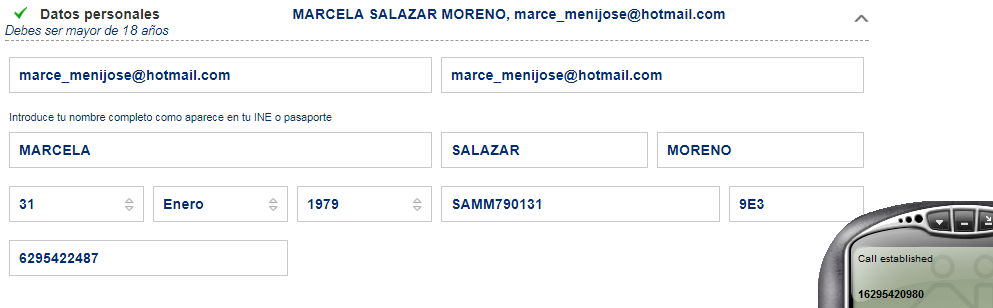 Datos personales MARCELA SALAZAR MORENO, marce_menijose@hotmail.com
Debes ser mayor de 18 años
marce_menijose@hotmail.com marce_menijose@hotmail.com
Introduce tu nombre completo como aparece en tu INE o pasaporte
MARCELA SALAZAR MORENO
31 Enero 1979 SAMM790131 9E3
6295422487
Call established
16295420980